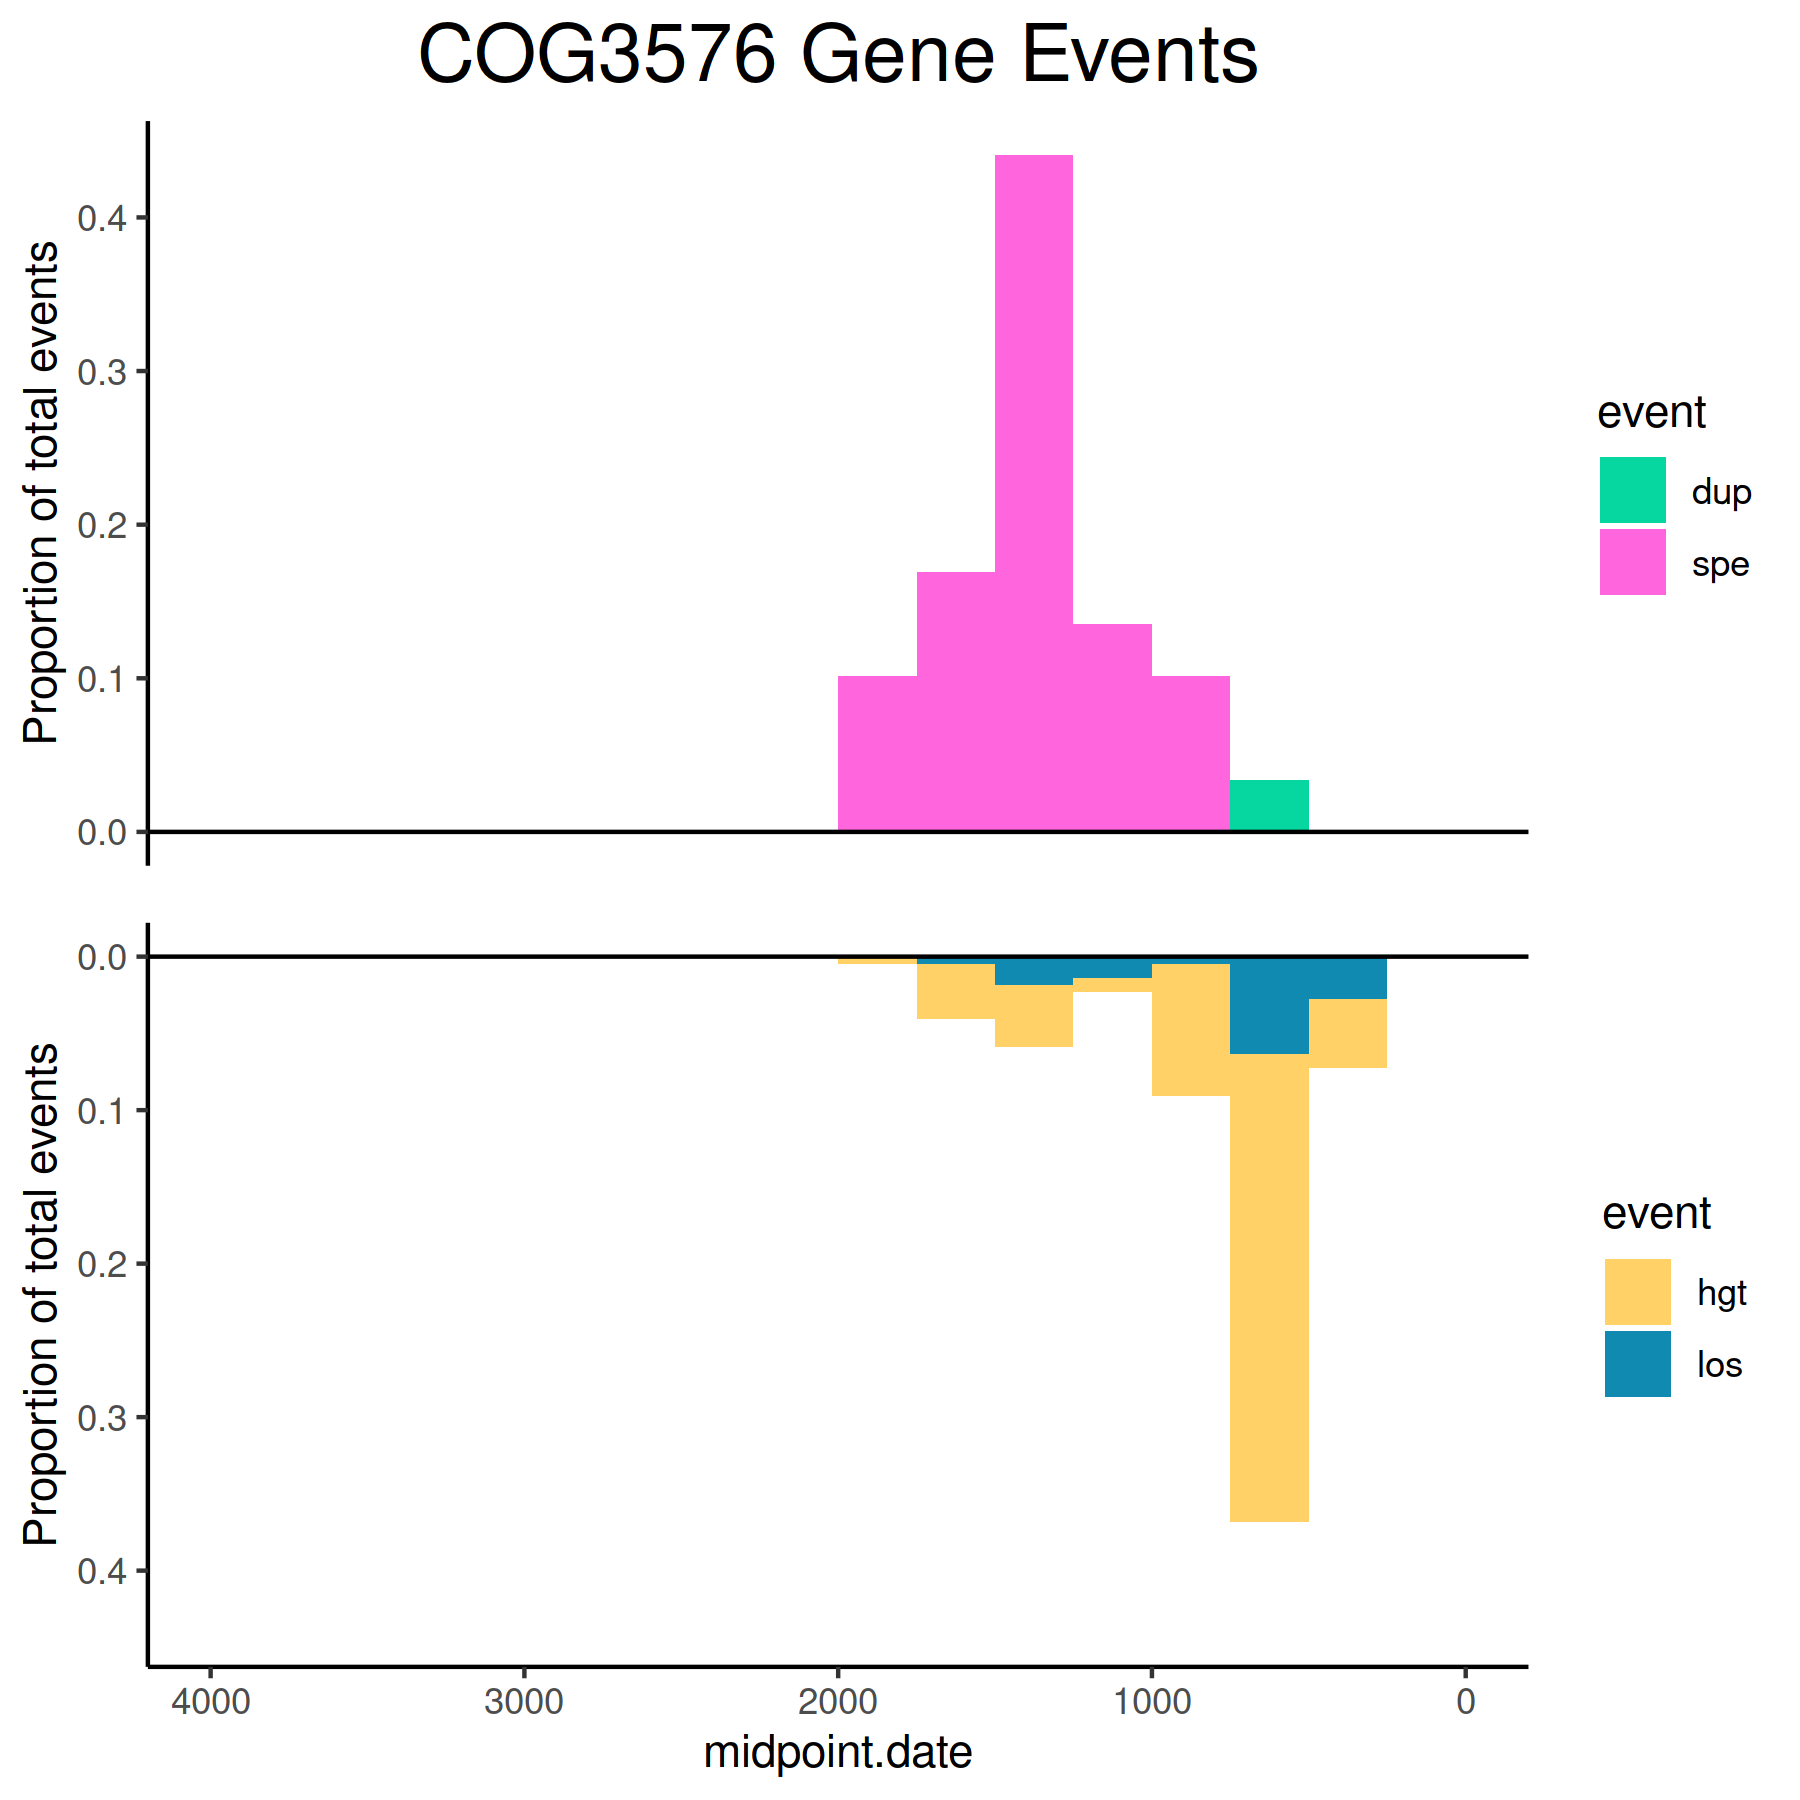 COG3576 Gene Events
Proportion of total events
0.4
0.3
0.2
0.1
0.0
event
dup
spe
Proportion of total events
0.0
0.1
0.2
0.3
0.4
event
hgt
los
4000 3000 2000 1000 0
midpoint.date